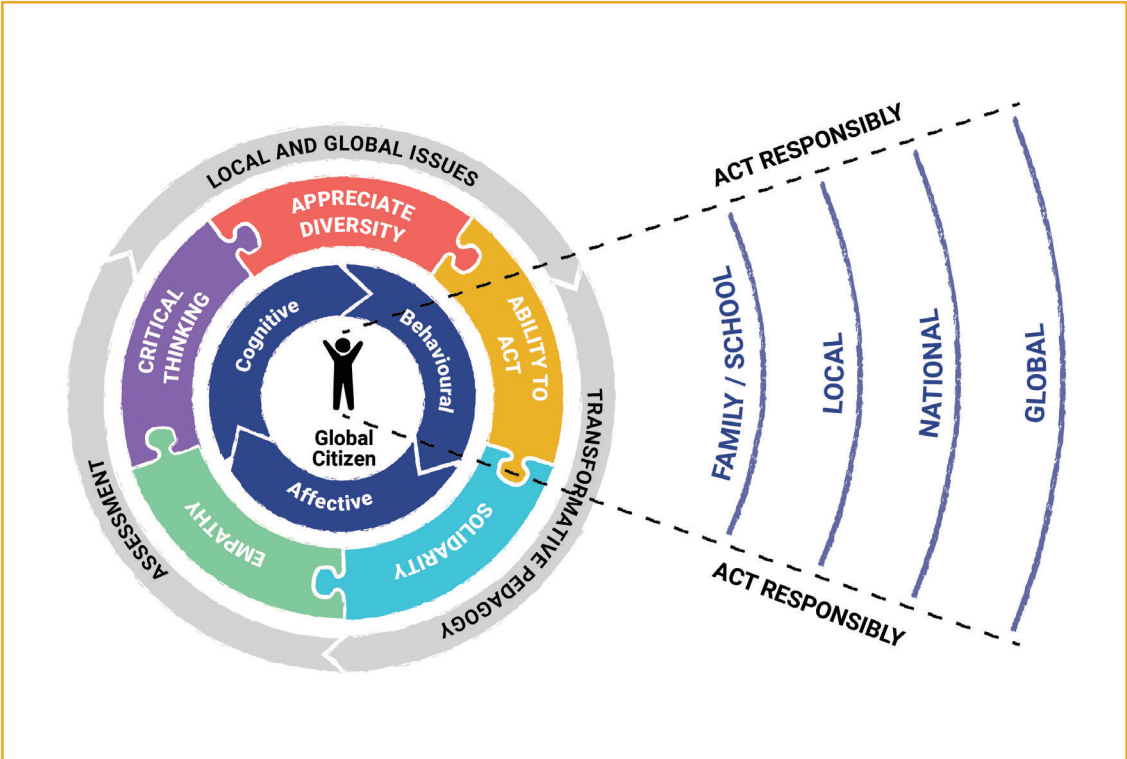 LOCAL AND GLOBAL ISSUES
TRANSFORMATIVE PEDAGOGY
ASSESSMENT
APPRECIATE
DIVERSITY
ABILITY TO
ACT
SOLIDARITY
EMPATHY
CRITICAL
THINKING
Cognitive
Behavioural
Affective
Global
Citizen
ACT RESPONSIBLY
FAMILY / SCHOOL
LOCAL
NATIONAL
GLOBAL
ACT RESPONSIBLY